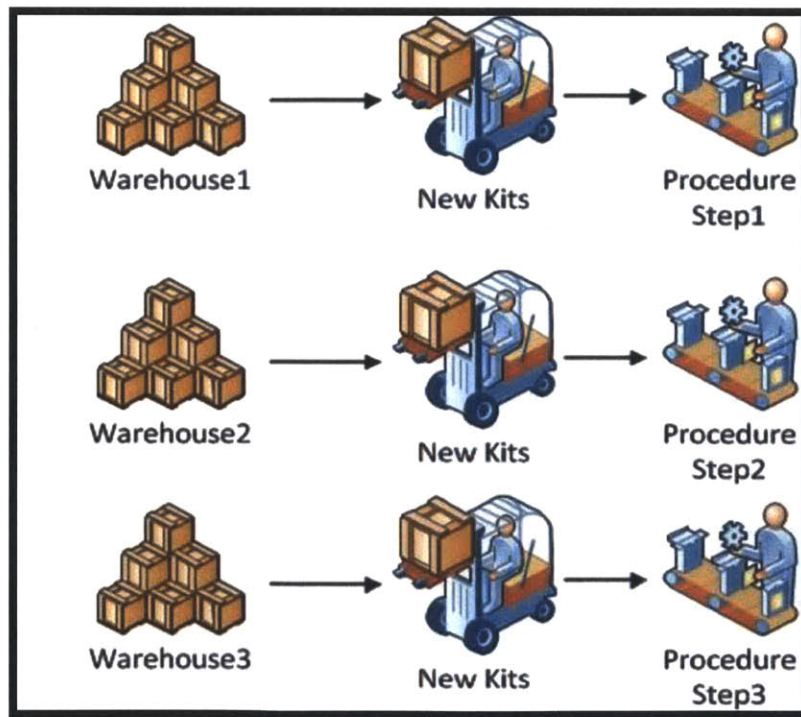 Warehouse1
New Kits
Procedure
Step1
Warehouse2
New Kits
Procedure
Step2
Warehouse3
New Kits
Procedure
Step3